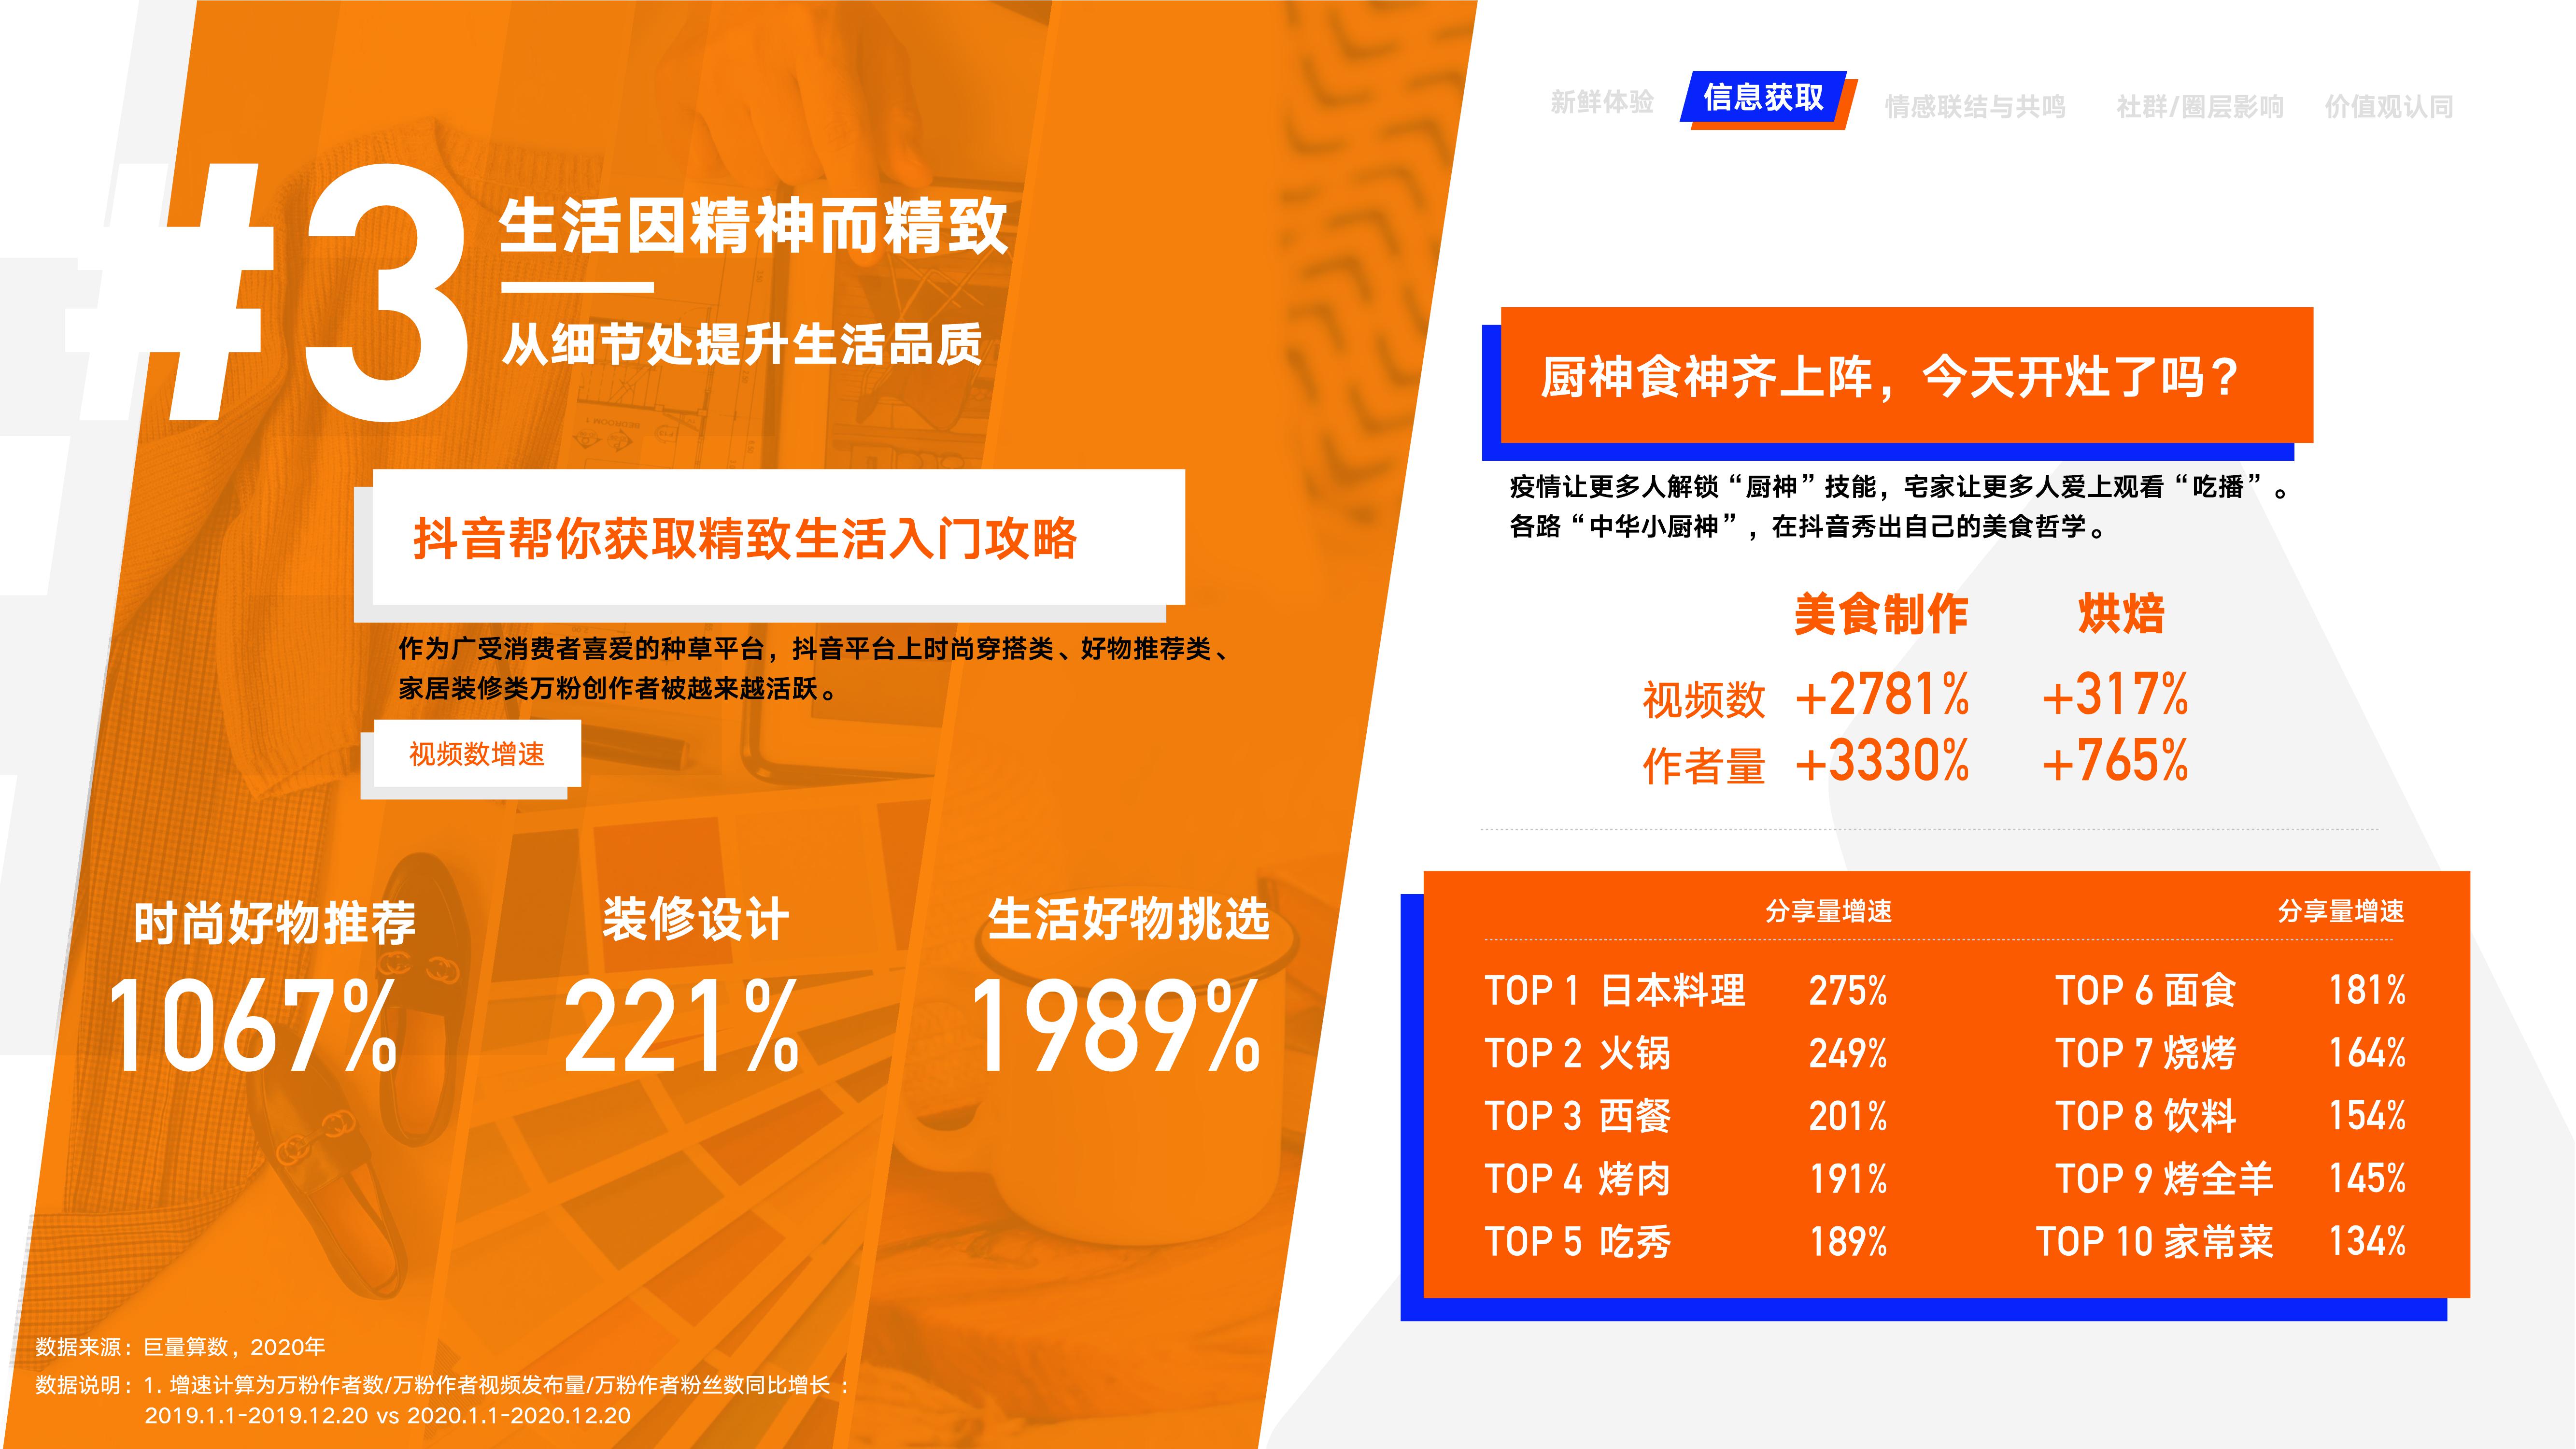 新鲜体验 信息获取 情感联结与共鸣 社群/圈层影响 价值观认同
#3
生活因精神而精致
从细节处提升生活品质
抖音帮你获取精致生活入门攻略
作为广受消费者喜爱的种草平台，抖音平台上时尚穿搭类、好物推荐类、
家居装修类万粉创作者被越来越活跃。
视频数增速
时尚好物推荐 装修设计 生活好物挑选
1067% 221% 1989%
数据来源：巨量算数，2020年
数据说明：1. 增速计算为万粉作者数/万粉作者视频发布量/万粉作者粉丝数同比增长 ：
2019.1.1-2019.12.20 vs 2020.1.1-2020.12.20
厨神食神齐上阵，今天开灶了吗？
疫情让更多人解锁“厨神”技能，宅家让更多人爱上观看“吃播”。
各路“中华小厨神”，在抖音秀出自己的美食哲学。
美食制作 烘焙
视频数 +2781% +317%
作者量 +3330% +765%
分享量增速 分享量增速
TOP 1 日本料理 275% TOP 6 面食 181%
TOP 2 火锅 249% TOP 7 烧烤 164%
TOP 3 西餐 201% TOP 8 饮料 154%
TOP 4 烤肉 191% TOP 9 烤全羊 145%
TOP 5 吃秀 189% TOP 10 家常菜 134%